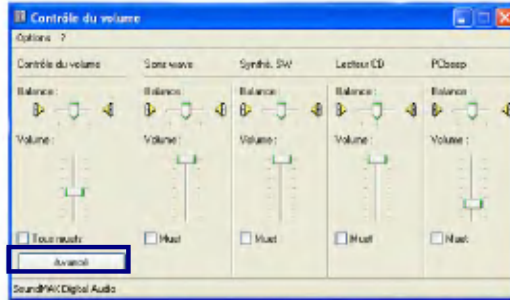 Contrôle du volume
Options ?
Contrôle du volume Sons wave Synthé. SW Lecteur CD PCbeep
Balance : Balance : Balance : Balance : Balance :
Volume : Volume : Volume : Volume : Volume :
Tous muets Muet Muet Muet Muet
Avancé
SoundMAX Digital Audio